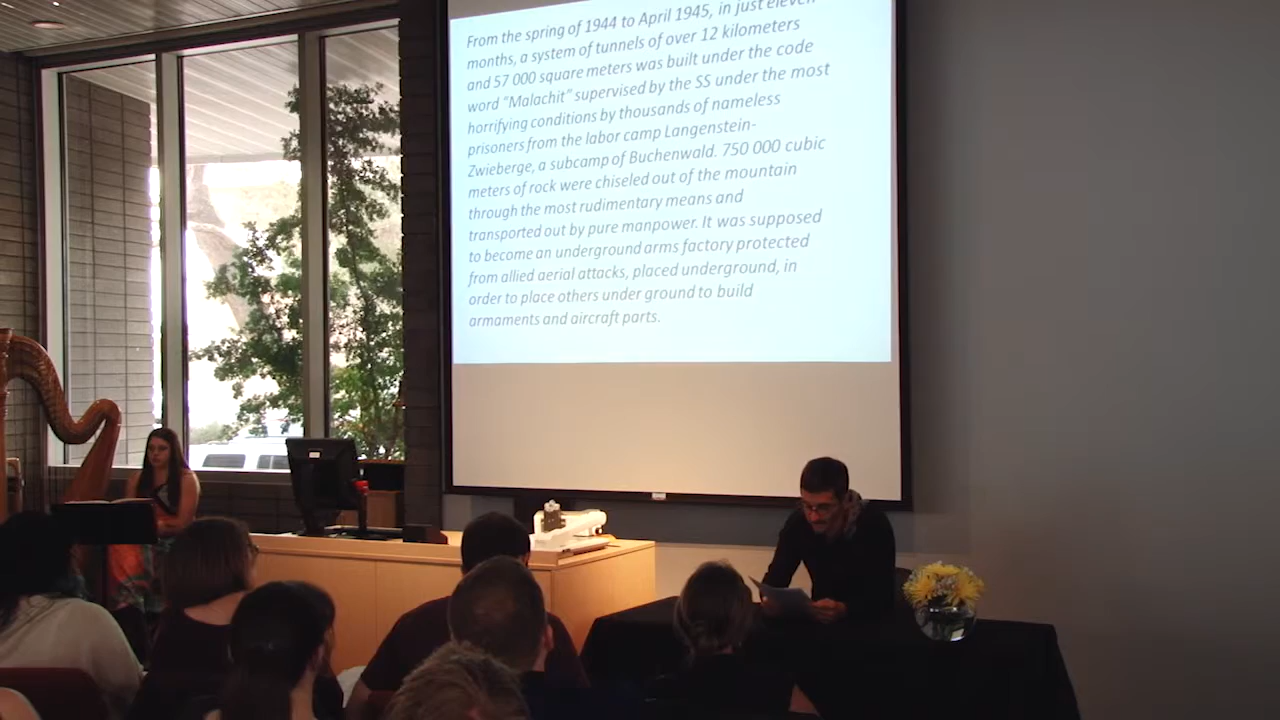 From the spring of 1944 to April 1945, in just eleven
months, a system of tunnels of over 12 kilometers
and 57 000 square meters was built under the code
word "Malachit" supervised by the SS under the most
horrifying conditions by thousands of nameless
prisoners from the labor camp Langenstein-
Zwieberge, a subcamp of Buchenwald. 750 000 cubic
meters of rock were chiseled out of the mountain
through the most rudimentary means and
transported out by pure manpower. It was supposed
to become an underground arms factory protected
from allied aerial attacks, placed underground, in
order to place others under ground to build
armaments and aircraft parts.